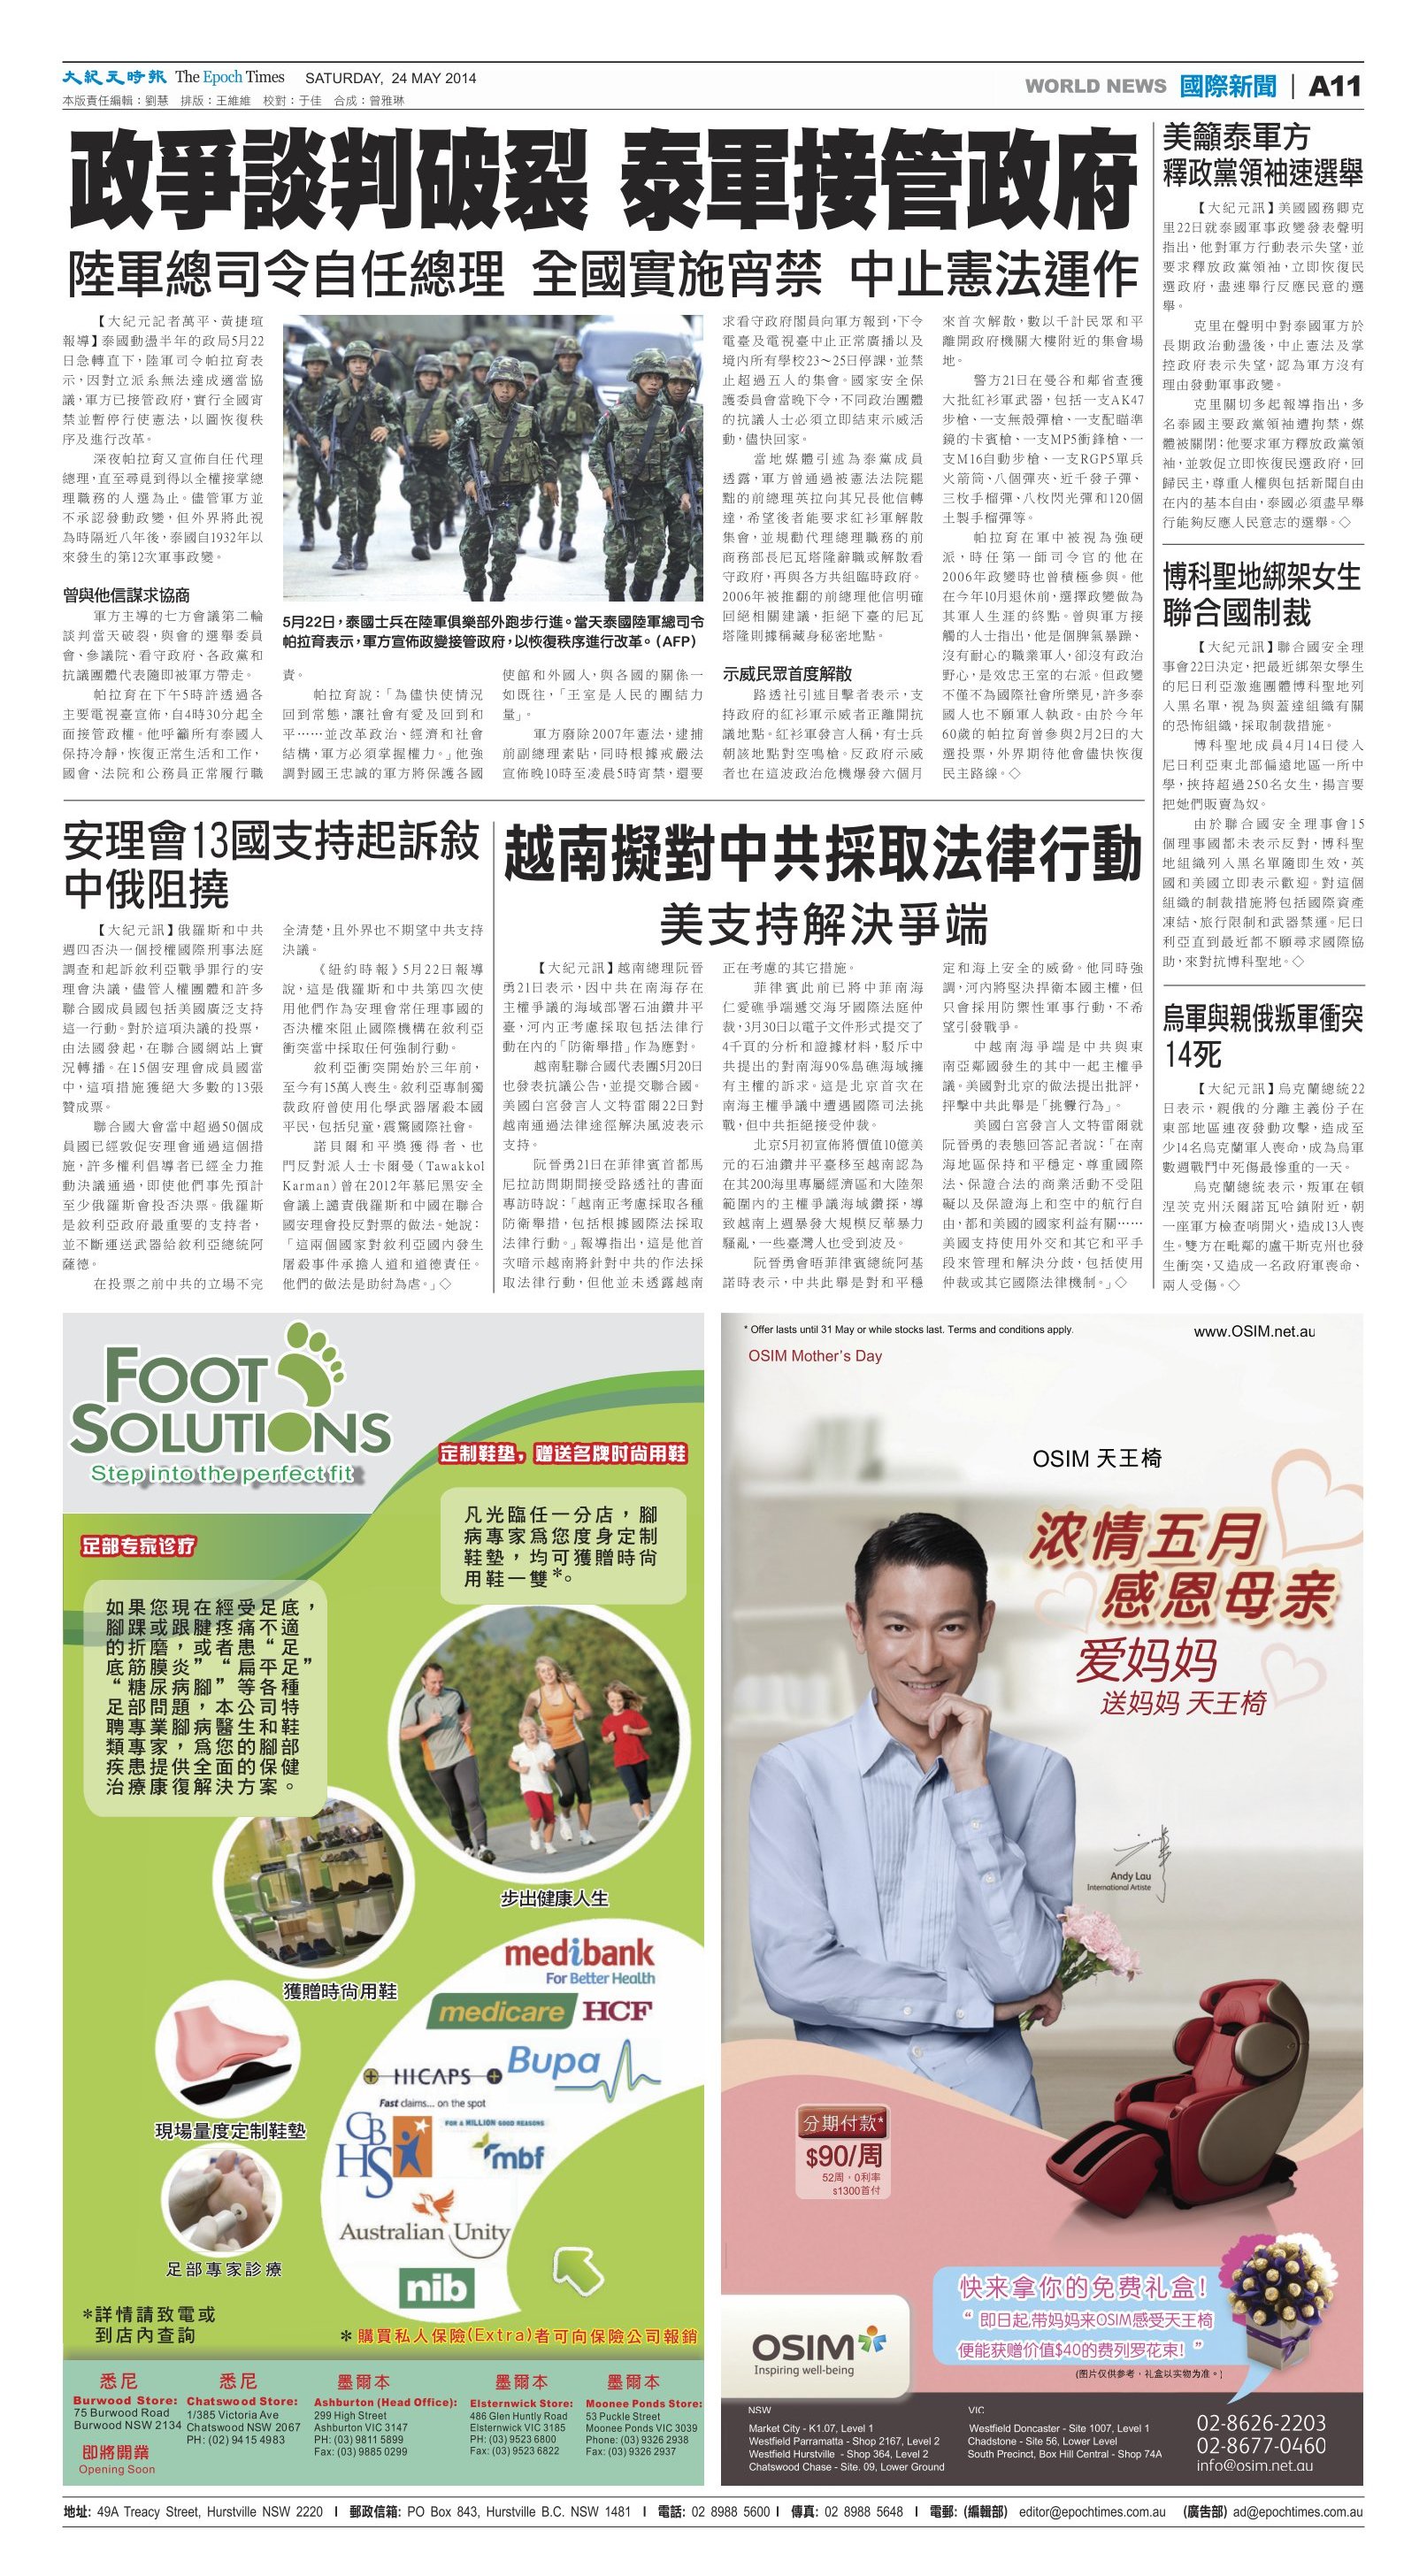 大紀元時報 The Epoch Times SATURDAY, 24 MAY 2014
本版責任編輯：劉慧 排版：王維維 校對：于佳 合成：曾雅琳
WORLD NEWS 國際新聞 | A11
政爭談判破裂 泰軍接管政府
陸軍總司令自任總理 全國實施宵禁 中止憲法運作
【大紀元記者萬平、黃捷瑄
報導】泰國動盪半年的政局5月22
日急轉直下，陸軍司令帕拉育表
示，因對立派系無法達成適當協
議，軍方已接管政府，實行全國宵
禁並暫停行使憲法，以圖恢復秩
序及進行改革。
深夜帕拉育又宣佈自任代理
總理，直至尋覓到得以全權接掌總
理職務的人選為止。儘管軍方並
不承認發動政變，但外界將此視
為時隔近八年後，泰國自1932年以
來發生的第12次軍事政變。
曾與他信謀求協商
軍方主導的七方會議第二輪
談判當天破裂，與會的選舉委員
會、參議院、看守政府、各政黨和
抗議團體代表隨即被軍方帶走。
帕拉育在下午5時許透過各
主要電視臺宣佈，自4時30分起全
面接管政權。他呼籲所有泰國人
保持冷靜，恢復正常生活和工作，
國會、法院和公務員正常履行職
5月22日，泰國士兵在陸軍俱樂部外跑步行進。當天泰國陸軍總司令
帕拉育表示，軍方宣佈政變接管政府，以恢復秩序進行改革。（AFP）
責。
帕拉育說：「為儘快使情況
回到常態，讓社會有愛及回到和
平⋯⋯並改革政治、經濟和社會
結構，軍方必須掌握權力。」他強
調對國王忠誠的軍方將保護各國
使館和外國人，與各國的關係一
如既往，「王室是人民的團結力
量」。
軍方廢除2007年憲法，逮捕
前副總理素貼，同時根據戒嚴法
宣佈晚10時至凌晨5時宵禁，還要
求看守政府閣員向軍方報到，下令
電臺及電視臺中止正常廣播以及
境內所有學校23～25日停課，並禁
止超過五人的集會。國家安全保
護委員會當晚下令，不同政治團體
的抗議人士必須立即結束示威活
動，儘快回家。
當地媒體引述為泰黨成員
透露，軍方曾通過被憲法法院罷
黜的前總理英拉向其兄長他信轉
達，希望後者能要求紅衫軍解散
集會，並規勸代理總理職務的前
商務部長尼瓦塔隆辭職或解散看
守政府，再與各方共組臨時政府。
2006年被推翻的前總理他信明確
回絕相關建議，拒絕下臺的尼瓦
塔隆則據稱藏身秘密地點。
示威民眾首度解散
路透社引述目擊者表示，支
持政府的紅衫軍示威者正離開抗
議地點。紅衫軍發言人稱，有士兵
朝該地點對空鳴槍。反政府示威
者也在這波政治危機爆發六個月
來首次解散，數以千計民眾和平
離開政府機關大樓附近的集會場
地。
警方21日在曼谷和鄰省查獲
大批紅衫軍武器，包括一支AK47
步槍、一支無殼彈槍、一支配瞄準
鏡的卡賓槍、一支MP5衝鋒槍、一
支M16自動步槍、一支RGP5單兵
火箭筒、八個彈夾、近千發子彈、
三枚手榴彈、八枚閃光彈和120個
土製手榴彈等。
帕拉育在軍中被視為強硬
派，時任第一師司令官的他在
2006年政變時也曾積極參與。他
在今年10月退休前，選擇政變做為
其軍人生涯的終點。曾與軍方接
觸的人士指出，他是個脾氣暴躁、
沒有耐心的職業軍人，卻沒有政治
野心，是效忠王室的右派。但政變
不僅不為國際社會所樂見，許多泰
國人也不願軍人執政。由於今年
60歲的帕拉育曾參與2月2日的大
選投票，外界期待他會儘快恢復
民主路線。◇
美籲泰軍方
釋政黨領袖速選舉
【大紀元訊】美國國務卿克
里22日就泰國軍事政變發表聲明
指出，他對軍方行動表示失望，並
要求釋放政黨領袖，立即恢復民
選政府，盡速舉行反應民意的選
舉。
克里在聲明中對泰國軍方於
長期政治動盪後，中止憲法及掌
控政府表示失望，認為軍方沒有
理由發動軍事政變。
克里關切多起報導指出，多
名泰國主要政黨領袖遭拘禁，媒
體被關閉；他要求軍方釋放政黨領
袖，並敦促立即恢復民選政府，回
歸民主，尊重人權與包括新聞自由
在內的基本自由，泰國必須盡早舉
行能夠反應人民意志的選舉。◇
博科聖地綁架女生
聯合國制裁
【大紀元訊】聯合國安全理
事會22日決定，把最近綁架女學生
的尼日利亞激進團體博科聖地列
入黑名單，視為與蓋達組織有關
的恐怖組織，採取制裁措施。
博科聖地成員4月14日侵入
尼日利亞東北部偏遠地區一所中
學，挾持超過250名女生，揚言要
把她們販賣為奴。
由於聯合國安全理事會15
個理事國都未表示反對，博科聖
地組織列入黑名單隨即生效，英
國和美國立即表示歡迎。對這個
組織的制裁措施將包括國際資產
凍結、旅行限制和武器禁運。尼日
利亞直到最近都不願尋求國際協
助，來對抗博科聖地。◇
烏軍與親俄叛軍衝突
14死
【大紀元訊】烏克蘭總統22
日表示，親俄的分離主義份子在
東部地區連夜發動攻擊，造成至
少14名烏克蘭軍人喪命，成為烏軍
數週戰鬥中死傷最慘重的一天。
烏克蘭總統表示，叛軍在頓
涅茨克州沃爾諾瓦哈鎮附近，朝
一座軍方檢查哨開火，造成13人喪
生。雙方在毗鄰的盧干斯克州也發
生衝突，又造成一名政府軍喪命、
兩人受傷。◇
安理會13國支持起訴敘
中俄阻撓
【大紀元訊】俄羅斯和中共
週四否決一個授權國際刑事法庭
調查和起訴敘利亞戰爭罪行的安
理會決議，儘管人權團體和許多
聯合國成員國包括美國廣泛支持
這一行動。對於這項決議的投票，
由法國發起，在聯合國網站上實
況轉播。在15個安理會成員國當
中，這項措施獲絕大多數的13張
贊成票。
聯合國大會當中超過50個成
員國已經敦促安理會通過這個措
施，許多權利倡導者已經全力推
動決議通過，即使他們事先預計
至少俄羅斯會投否決票。俄羅斯
是敘利亞政府最重要的支持者，
並不斷運送武器給敘利亞總統阿
薩德。
在投票之前中共的立場不完
全清楚，且外界也不期望中共支持
決議。
《紐約時報》5月22日報導
說，這是俄羅斯和中共第四次使
用他們作為安理會常任理事國的
否決權來阻止國際機構在敘利亞
衝突當中採取任何強制行動。
敘利亞衝突開始於三年前，
至今有15萬人喪生。敘利亞專制獨
裁政府曾使用化學武器屠殺本國
平民，包括兒童，震驚國際社會。
諾貝爾和平獎獲得者、也
門反對派人士卡爾曼（Tawakkol
Karman）曾在2012年慕尼黑安全
會議上譴責俄羅斯和中國在聯合
國安理會投反對票的做法。她說：
「這兩個國家對敘利亞國內發生
屠殺事件承擔人道和道德責任。
他們的做法是助紂為虐。」◇
越南擬對中共採取法律行動
美支持解決爭端
【大紀元訊】越南總理阮晉
勇21日表示，因中共在南海存在
主權爭議的海域部署石油鑽井平
臺，河內正考慮採取包括法律行
動在內的「防衛舉措」作為應對。
越南駐聯合國代表團5月20日
也發表抗議公告，並提交聯合國。
美國白宮發言人文特雷爾22日對
越南通過法律途徑解決風波表示
支持。
阮晉勇21日在菲律賓首都馬
尼拉訪問期間接受路透社的書面
專訪時說：「越南正考慮採取各種
防衛舉措，包括根據國際法採取
法律行動。」報導指出，這是他首
次暗示越南將針對中共的作法採
取法律行動，但他並未透露越南
正在考慮的其它措施。
菲律賓此前已將中菲南海
仁愛礁爭端遞交海牙國際法庭仲
裁，3月30日以電子文件形式提交了
4千頁的分析和證據材料，駁斥中
共提出的對南海90%島礁海域擁
有主權的訴求。這是北京首次在
南海主權爭議中遭遇國際司法挑
戰，但中共拒絕接受仲裁。
北京5月初宣佈將價值10億美
元的石油鑽井平臺移至越南認為
在其200海里專屬經濟區和大陸架
範圍內的主權爭議海域鑽探，導
致越南上週暴發大規模反華暴力
騷亂，一些臺灣人也受到波及。
阮晉勇會晤菲律賓總統阿基
諾時表示，中共此舉是對和平穩
定和海上安全的威脅。他同時強
調，河內將堅決捍衛本國主權，但
只會採用防禦性軍事行動，不希
望引發戰爭。
中越南海爭端是中共與東
南亞鄰國發生的其中一起主權爭
議。美國對北京的做法提出批評，
抨擊中共此舉是「挑釁行為」。
美國白宮發言人文特雷爾就
阮晉勇的表態回答記者說：「在南
海地區保持和平穩定、尊重國際
法、保證合法的商業活動不受阻
礙以及保證海上和空中的航行自
由，都和美國的國家利益有關⋯⋯
美國支持使用外交和其它和平手
段來管理和解決分歧，包括使用
仲裁或其它國際法律機制。」◇
FOOT
SOLUTIONS
Step into the perfect fit
定制鞋垫，赠送名牌时尚用鞋
凡光臨任一分店，腳
病專家爲您度身定制
鞋墊，均可獲贈時尚
用鞋一雙*。
足部专家诊疗
如果您現在經受足底，
腳踝或跟腱疼痛不適
的折磨，或者患“足
底筋膜炎”“扁平足”
“糖尿病腳”等各種
足部問題，本公司特
聘專業腳病醫生和鞋
類專家，爲您的腳部
疾患提供全面的保健
治療康復解決方案。
步出健康人生
獲贈時尚用鞋
現場量度定制鞋墊
足部專家診療
medibank
For Better Health
medicare HCF
HICAPS Bupa
Fast claims... on the spot
CBHS
FOR A MILLION GOOD REASONS
mbf
Australian Unity
nib
*詳情請致電或
到店內查詢
*購買私人保險(Extra)者可向保險公司報銷
悉尼
Burwood Store:
75 Burwood Road
Burwood NSW 2134
即將開業
Opening Soon
悉尼
Chatswood Store:
1/385 Victoria Ave
Chatswood NSW 2067
PH: (02) 9415 4983
墨爾本
Ashburton (Head Office):
299 High Street
Ashburton VIC 3147
PH: (03) 9811 5899
Fax: (03) 9885 0299
墨爾本
Elsternwick Store:
486 Glen Huntly Road
Elsternwick VIC 3185
PH: (03) 9523 6800
Fax: (03) 9523 6822
墨爾本
Moonee Ponds Store:
53 Puckle Street
Moonee Ponds VIC 3039
Phone: (03) 9326 2938
Fax: (03) 9326 2937
* Offer lasts until 31 May or while stocks last. Terms and conditions apply.
www.OSIM.net.au
OSIM Mother's Day
OSIM 天王椅
浓情五月
感恩母亲
爱妈妈
送妈妈 天王椅
Andy Lau
International Artiste
分期付款*
$90/周
52周，0利率
$1300首付
快来拿你的免费礼盒！
“即日起,带妈妈来OSIM感受天王椅
便能获赠价值$40的费列罗花束！”
(图片仅供参考，礼盒以实物为准。)
OSIM
Inspiring well-being
NSW
Market City - K1.07, Level 1
Westfield Parramatta - Shop 2167, Level 2
Westfield Hurstville - Shop 364, Level 2
Chatswood Chase - Site. 09, Lower Ground
VIC
Westfield Doncaster - Site 1007, Level 1
Chadstone - Site 56, Lower Level
South Precinct, Box Hill Central - Shop 74A
02-8626-2203
02-8677-0460
info@osim.net.au
地址: 49A Treacy Street, Hurstville NSW 2220 | 郵政信箱: PO Box 843, Hurstville B.C. NSW 1481 | 電話: 02 8988 5600 | 傳真: 02 8988 5648 | 電郵: (編輯部) editor@epochtimes.com.au (廣告部) ad@epochtimes.com.au